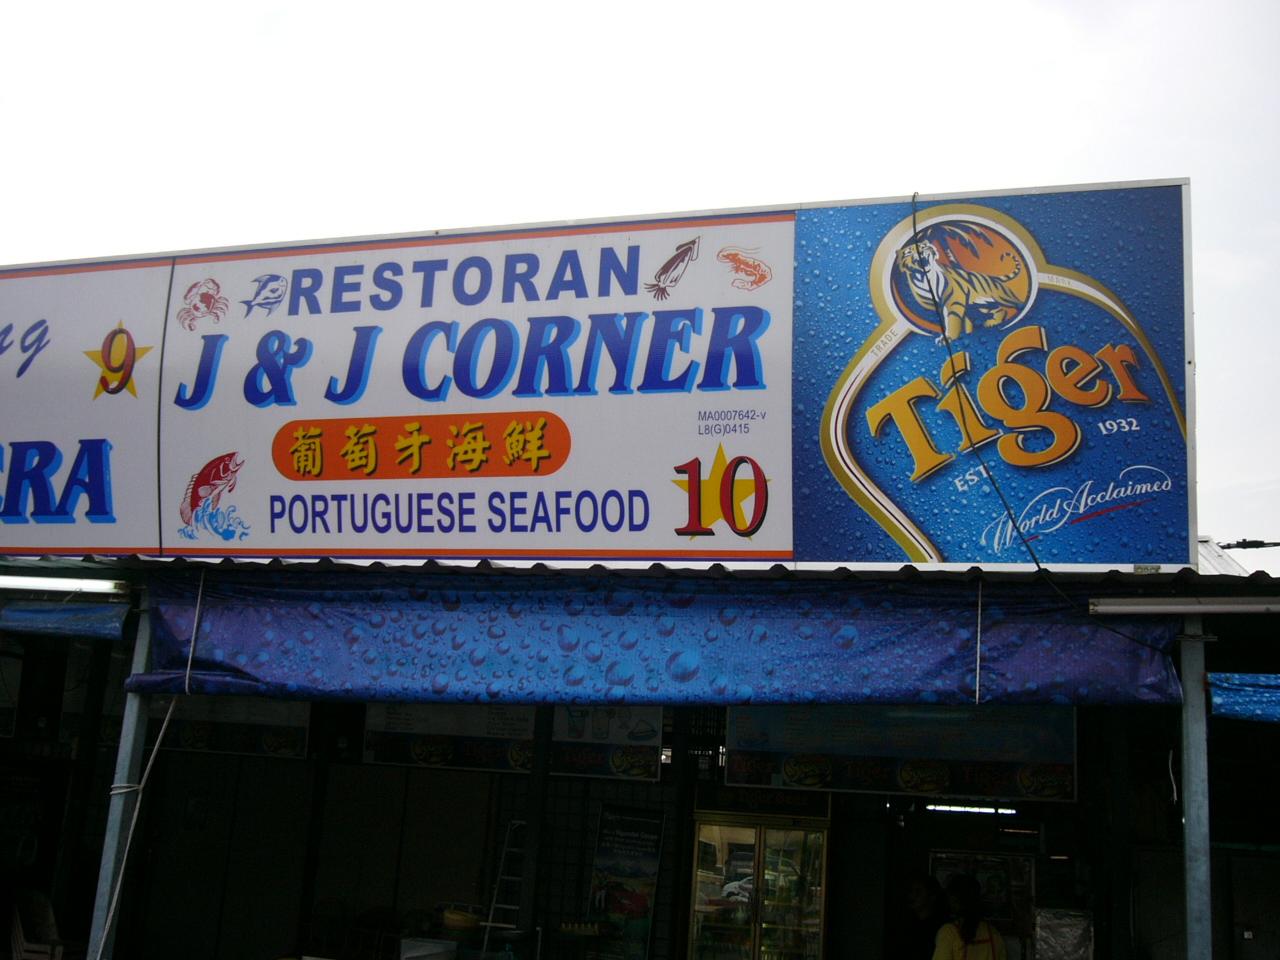 9
RESTORAN
J & J CORNER
葡萄牙海鮮
MA0007642-V
L8(G)0415
PORTUGUESE SEAFOOD
10
TRADE MARK
Tiger
EST. 1932
World Acclaimed